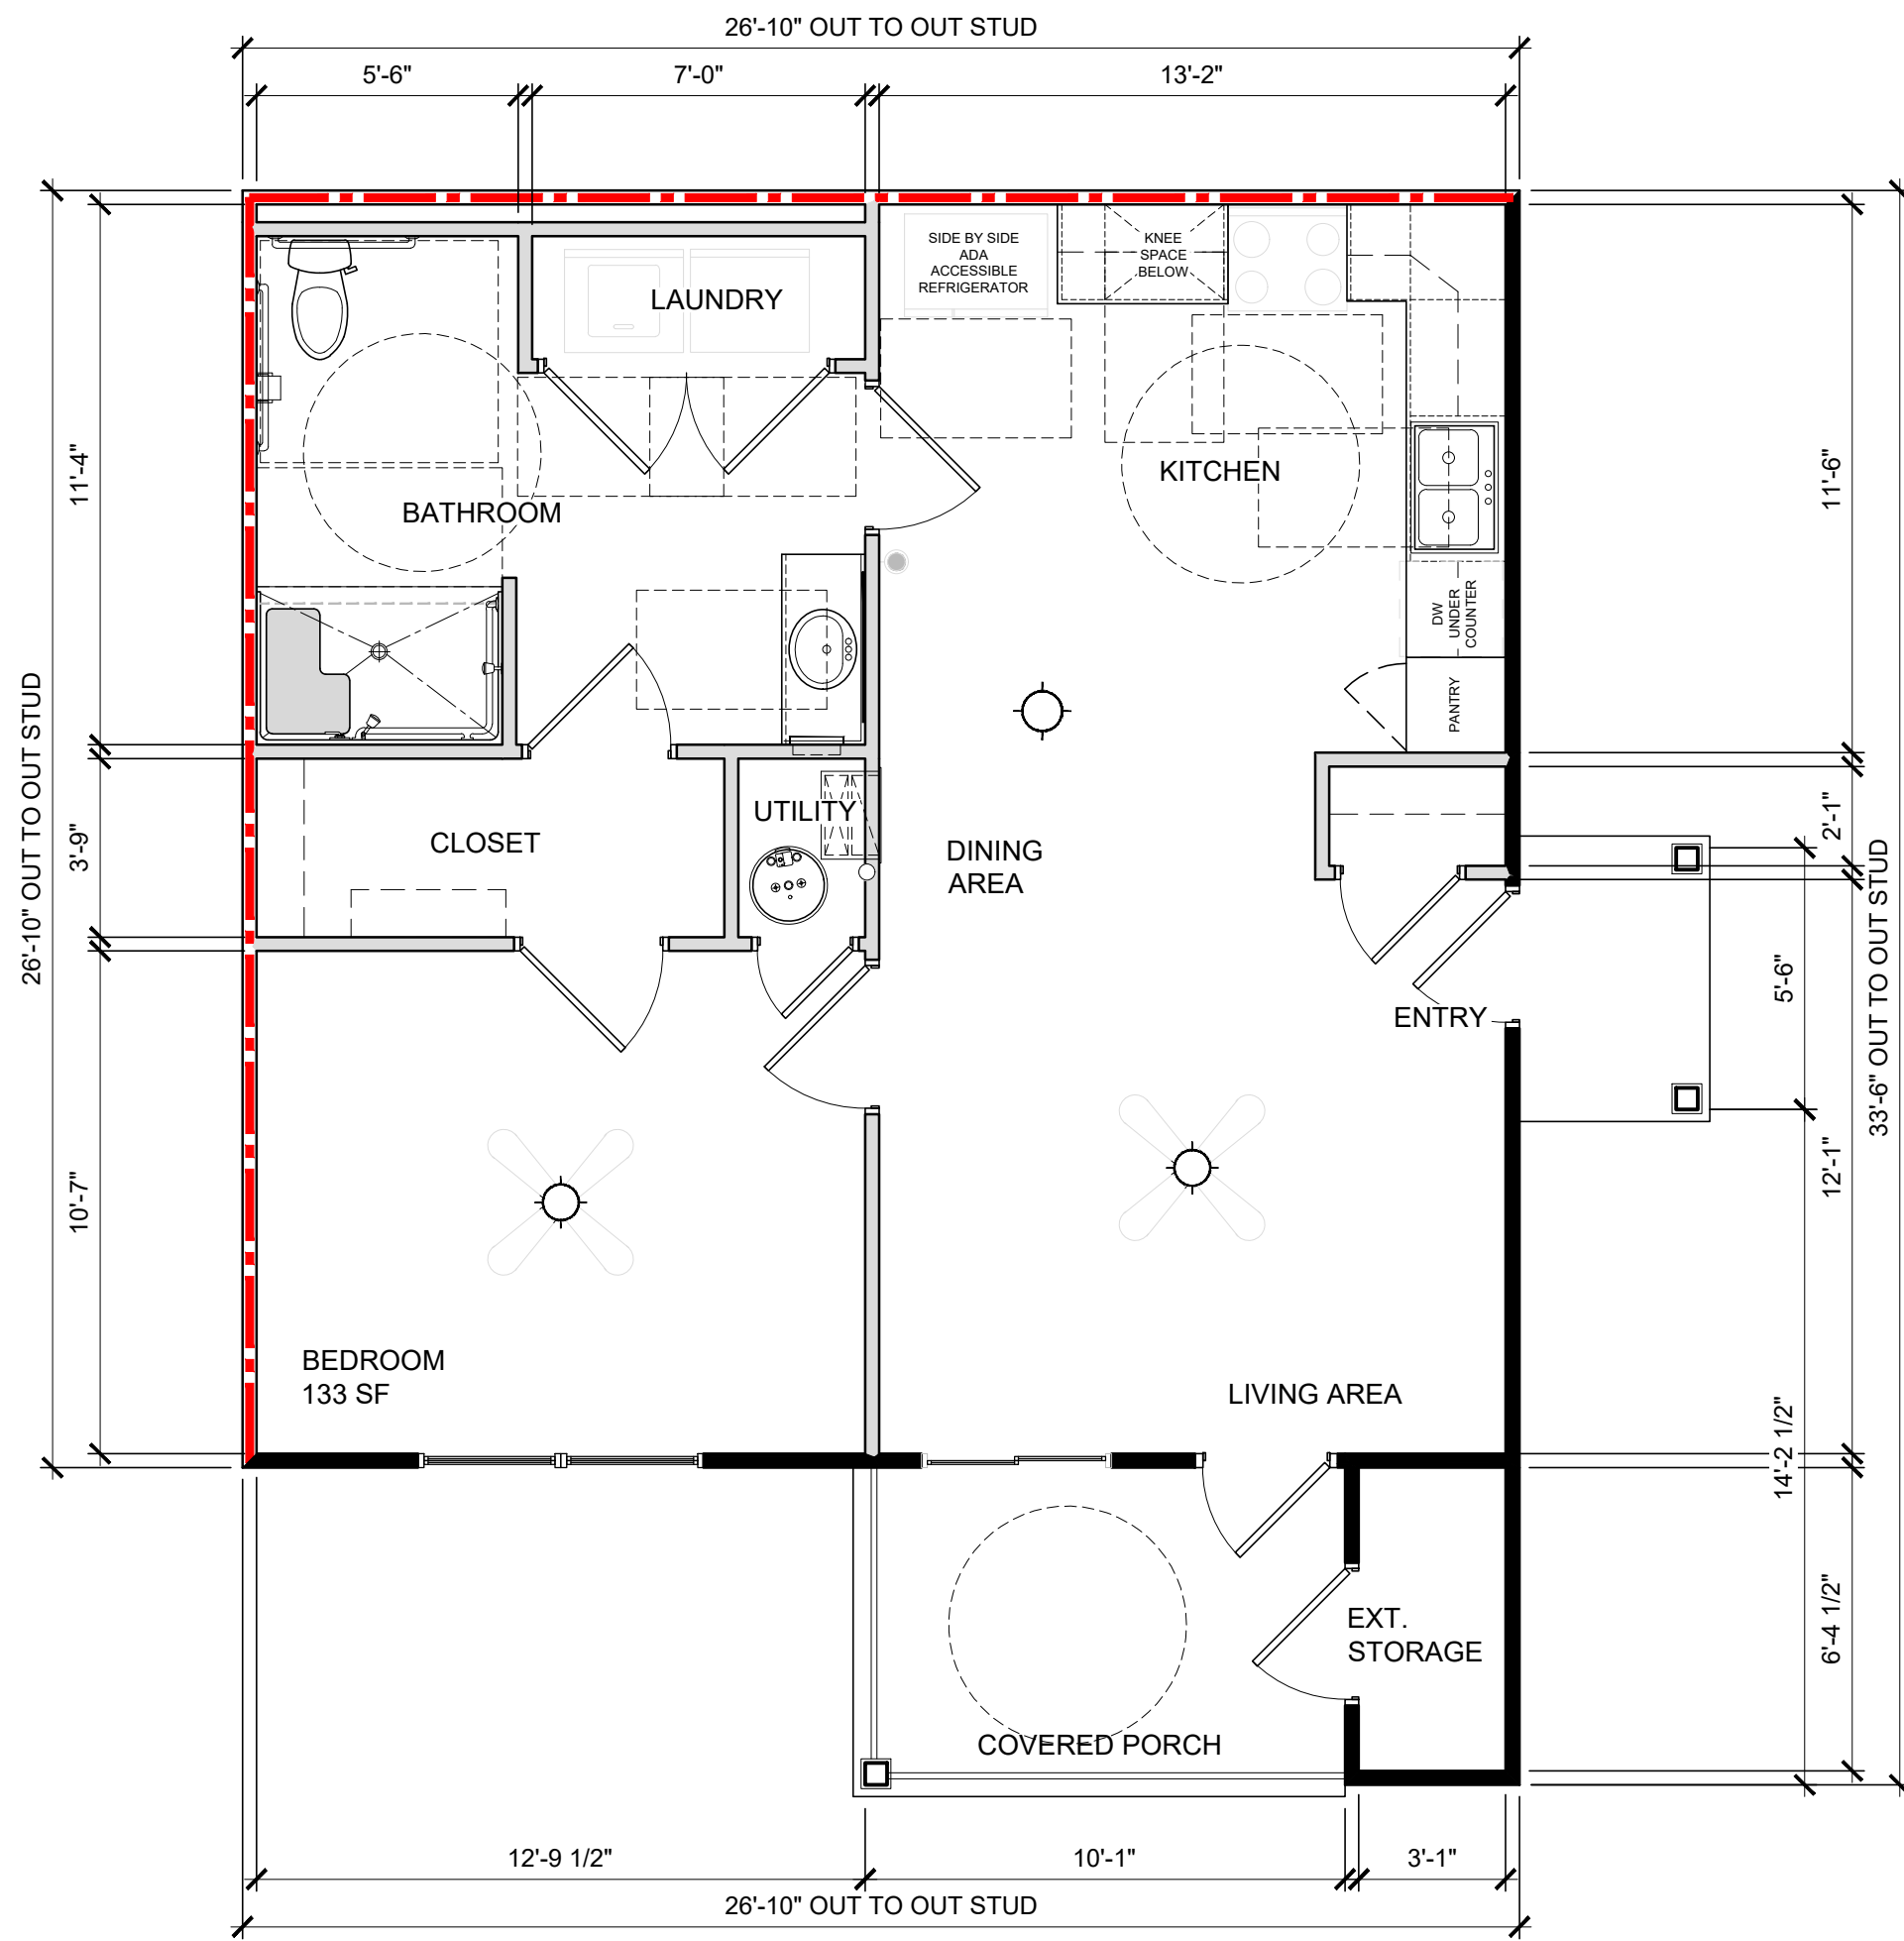 26'-10" OUT TO OUT STUD
5'-6"
7'-0"
13'-2"
SIDE BY SIDE
ADA
ACCESSIBLE
REFRIGERATOR
KNEE
SPACE
BELOW
LAUNDRY
KITCHEN
BATHROOM
11'-4"
11'-6"
DW
UNDER
COUNTER
PANTRY
26'-10" OUT TO OUT STUD
3'-9"
CLOSET
UTILITY
DINING
AREA
2'-1"
5'-6"
33'-6" OUT TO OUT STUD
ENTRY
10'-7"
12'-1"
BEDROOM
133 SF
LIVING AREA
14'-2 1/2"
6'-4 1/2"
EXT.
STORAGE
COVERED PORCH
12'-9 1/2"
10'-1"
3'-1"
26'-10" OUT TO OUT STUD